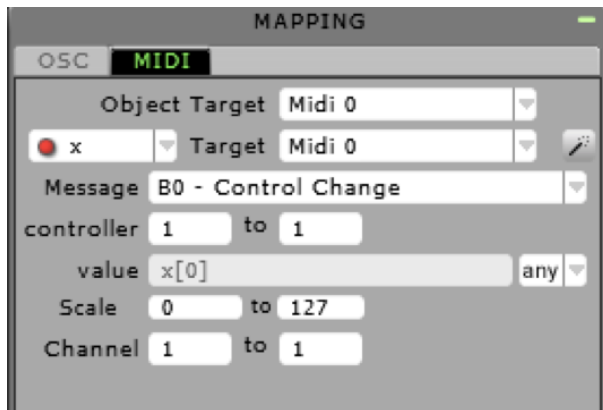 MAPPING
OSC MIDI
Object Target Midi 0
x Target Midi 0
Message B0 - Control Change
controller 1 to 1
value x[0] any
Scale 0 to 127
Channel 1 to 1